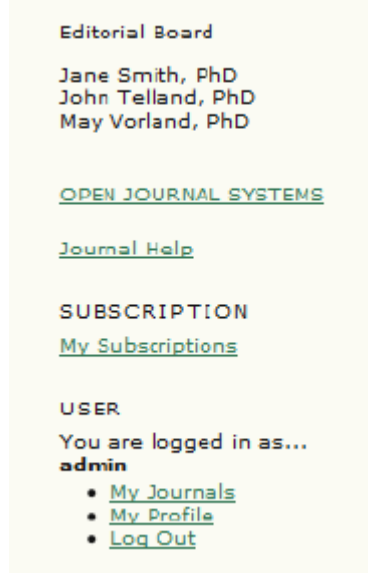 Editorial Board
Jane Smith, PhD
John Telland, PhD
May Vorland, PhD
OPEN JOURNAL SYSTEMS
Journal Help
SUBSCRIPTION
My Subscriptions
USER
You are logged in as...
admin
• My Journals
• My Profile
• Log Out